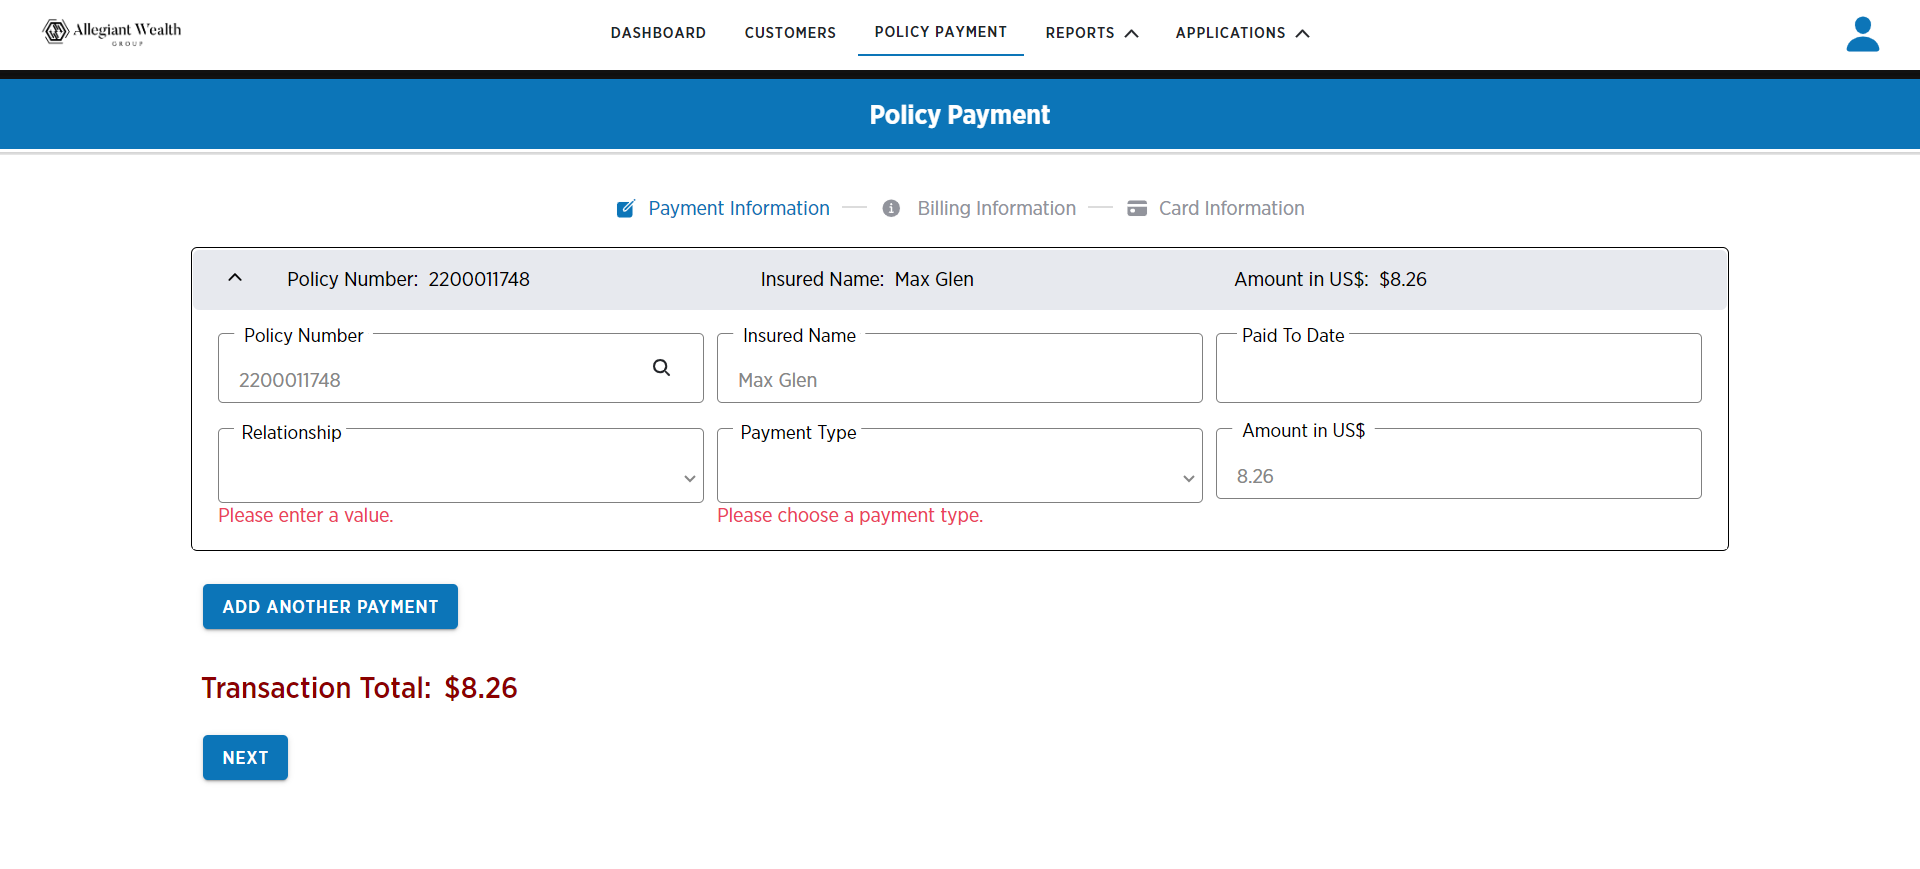 Allegiant Wealth
GROUP
DASHBOARD
CUSTOMERS
POLICY PAYMENT
REPORTS
APPLICATIONS
Policy Payment
Payment Information
Billing Information
Card Information
Policy Number: 2200011748
Insured Name: Max Glen
Amount in US$: $8.26
Policy Number
2200011748
Insured Name
Max Glen
Paid To Date
Relationship
Please enter a value.
Payment Type
Please choose a payment type.
Amount in US$
8.26
ADD ANOTHER PAYMENT
Transaction Total: $8.26
NEXT